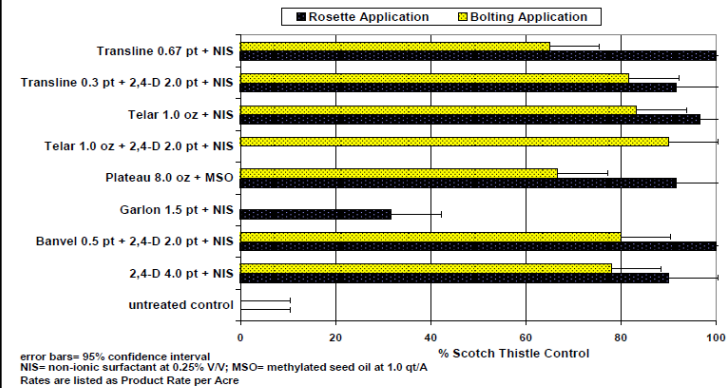 Rosette Application Bolting Application
Transline 0.67 pt + NIS
Transline 0.3 pt + 2,4-D 2.0 pt + NIS
Telar 1.0 oz + NIS
Telar 1.0 oz + 2,4-D 2.0 pt + NIS
Plateau 8.0 oz + MSO
Garlon 1.5 pt + NIS
Banvel 0.5 pt + 2,4-D 2.0 pt + NIS
2,4-D 4.0 pt + NIS
untreated control
0 20 40 60 80 100
% Scotch Thistle Control
error bars= 95% confidence interval
NIS= non-ionic surfactant at 0.25% V/V; MSO= methylated seed oil at 1.0 qt/A
Rates are listed as Product Rate per Acre